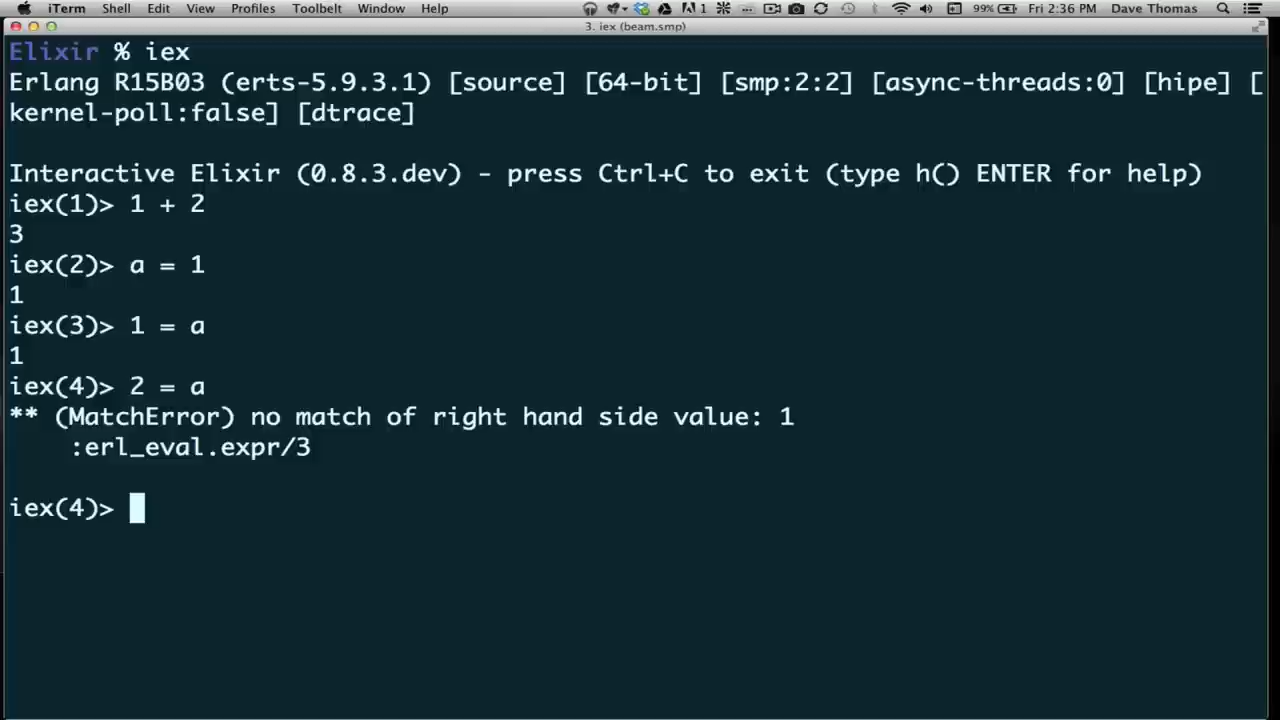 iTerm Shell Edit View Profiles Toolbelt Window Help 1 99% Fri 2:36 PM Dave Thomas
3. iex (beam.smp)
Elixir % iex
Erlang R15B03 (erts-5.9.3.1) [source] [64-bit] [smp:2:2] [async-threads:0] [hipe] [
kernel-poll:false] [dtrace]
Interactive Elixir (0.8.3.dev) - press Ctrl+C to exit (type h() ENTER for help)
iex(1)> 1 + 2
3
iex(2)> a = 1
1
iex(3)> 1 = a
1
iex(4)> 2 = a
** (MatchError) no match of right hand side value: 1
    :erl_eval.expr/3
iex(4)>